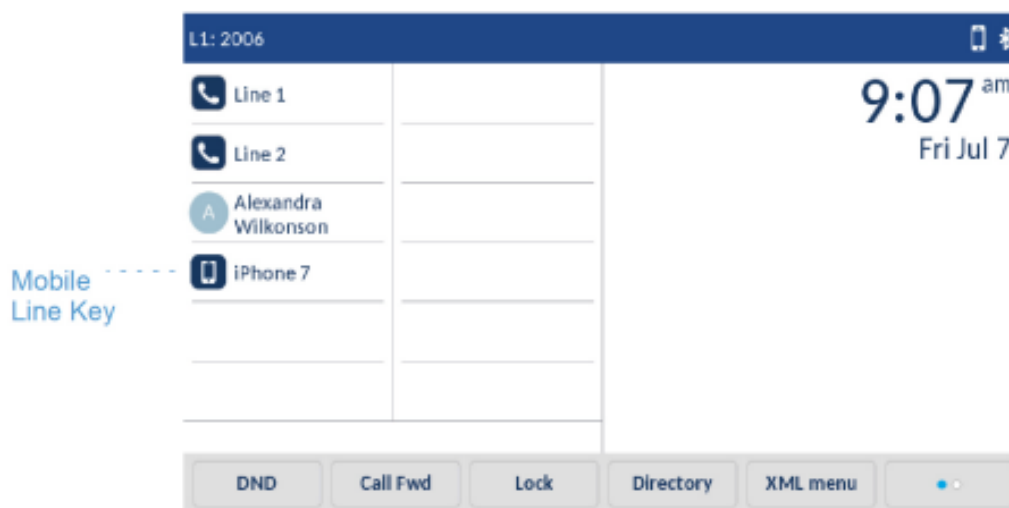 L1: 2006
Line 1
Line 2
Alexandra
Wilkonson
A
iPhone 7
Mobile
Line Key
9:07 am
Fri Jul 7
DND
Call Fwd
Lock
Directory
XML menu